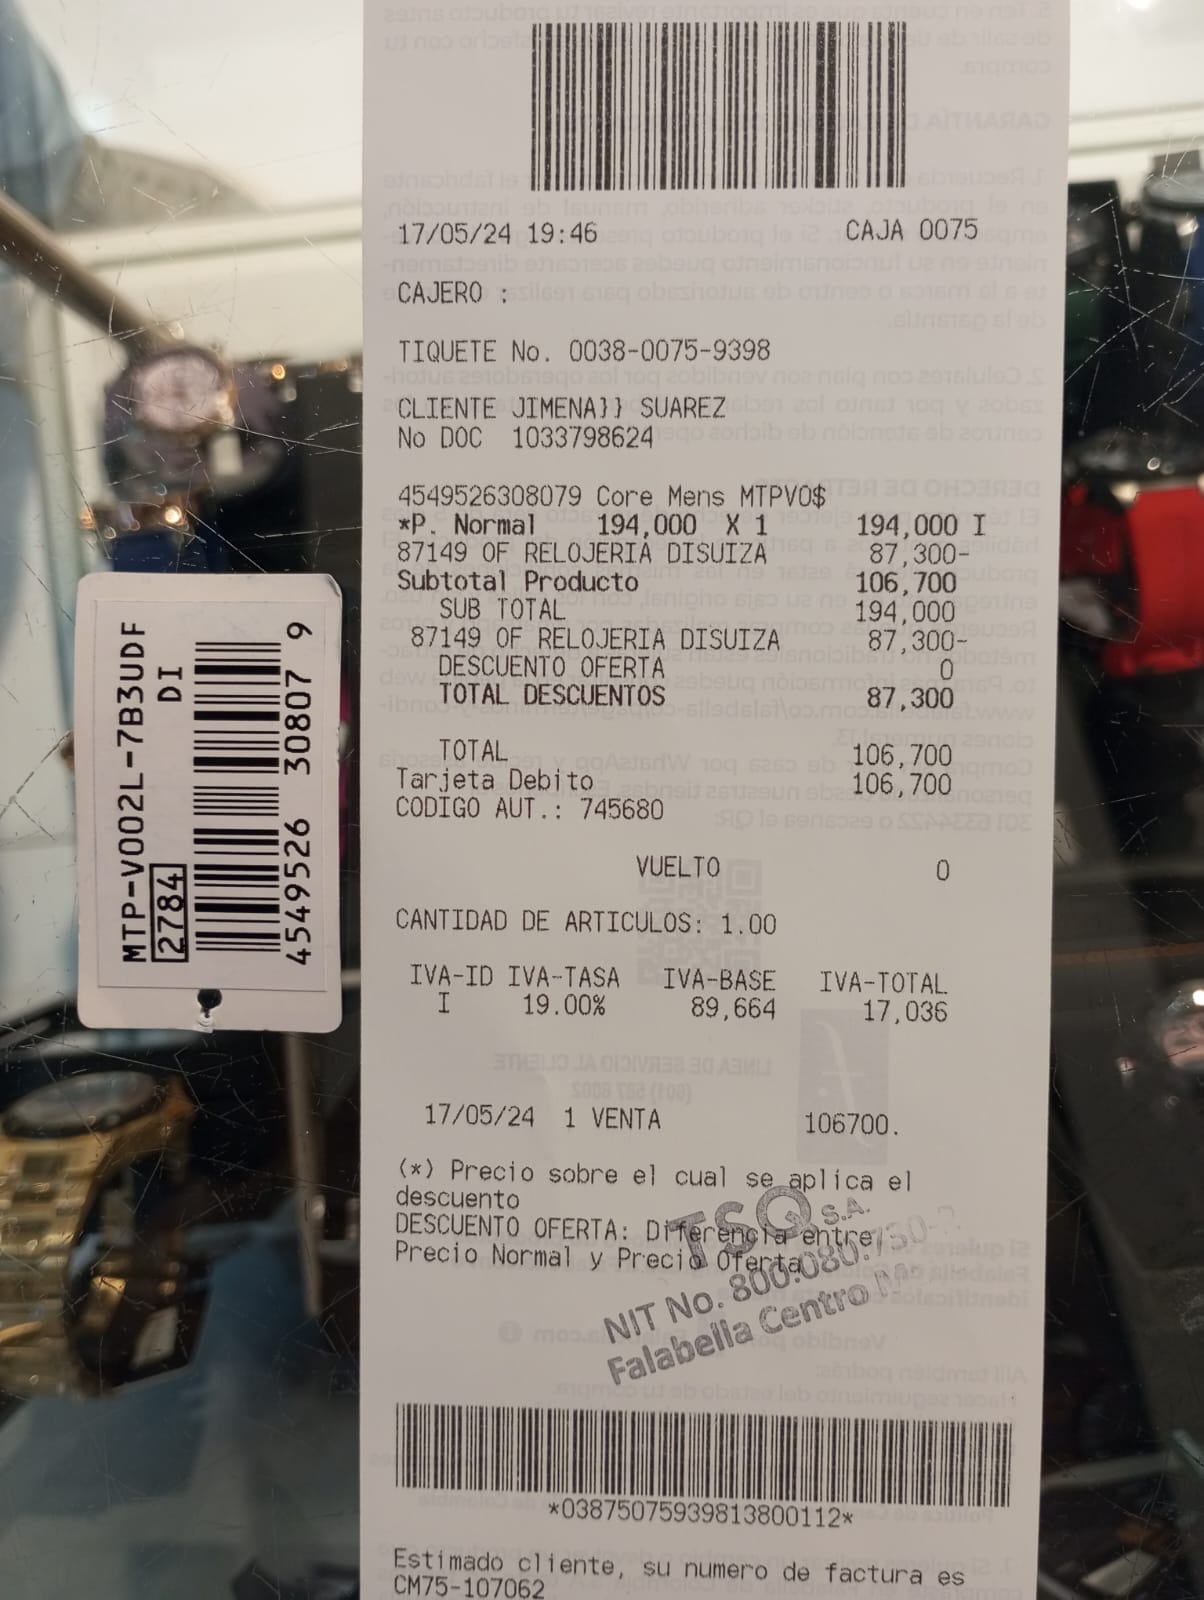 17/05/24 19:46 CAJA 0075
CAJERO :
TIQUETE No. 0038-0075-9398
CLIENTE JIMENA)) SUAREZ
No DOC 1033798624
4549526308079 Core Mens MTPV0$
*P. Normal 194,000 X 1 194,000 I
87149 OF RELOJERIA DISUIZA 87,300-
Subtotal Producto 106,700
SUB TOTAL 194,000
87149 OF RELOJERIA DISUIZA 87,300-
DESCUENTO OFERTA 0
TOTAL DESCUENTOS 87,300
TOTAL 106,700
Tarjeta Debito 106,700
CODIGO AUT.: 745680
VUELTO 0
CANTIDAD DE ARTICULOS: 1.00
IVA-ID IVA-TASA IVA-BASE IVA-TOTAL
I 19.00% 89,664 17,036
17/05/24 1 VENTA 106700.
(*) Precio sobre el cual se aplica el
descuento
DESCUENTO OFERTA: Diferencia entre
Precio Normal y Precio Oferta
TSQ S.A.
NIT No. 800.080.
Falabella Centro
*03875075939813800112*
Estimado cliente, su numero de factura es
CM75-107062
MTP-V002L-7B3UDF
DI
2784
4549526 30807 9